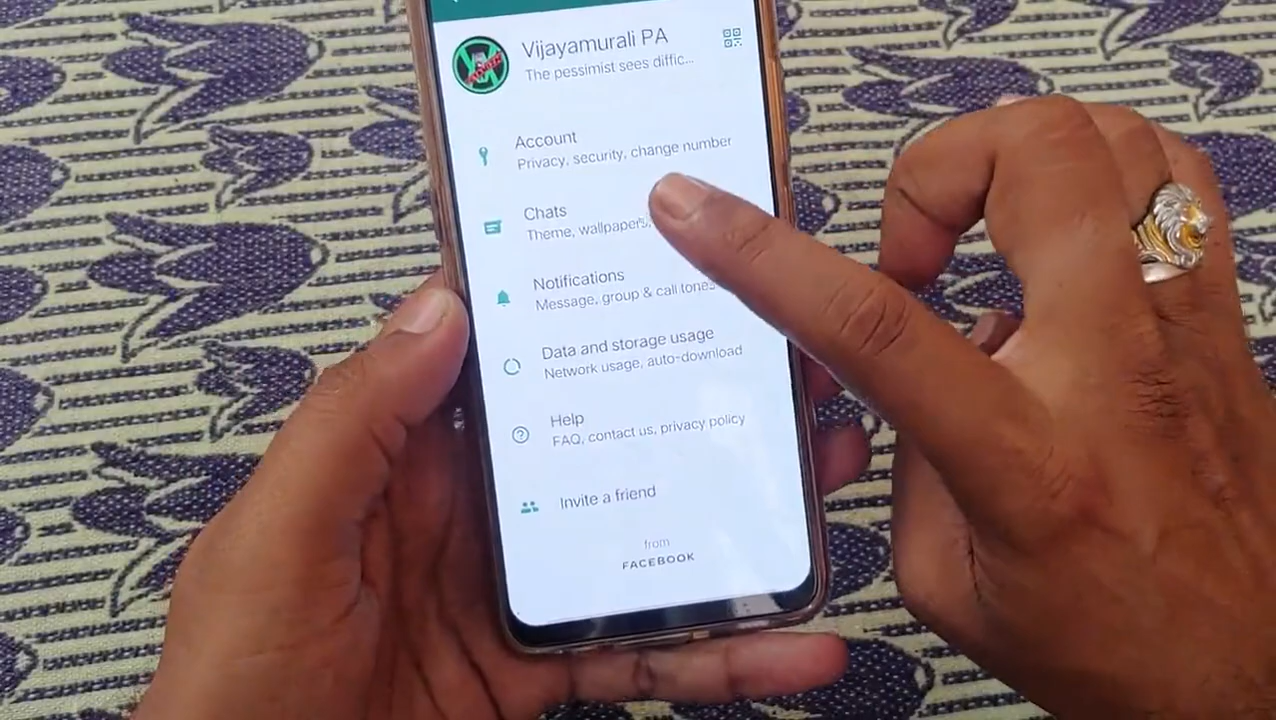 Vijayamurali PA
The pessimist sees diffic...
Account
Privacy, security, change number
Chats
Theme, wallpapers,
Notifications
Message, group & call tones
Data and storage usage
Network usage, auto-download
Help
FAQ, contact us, privacy policy
Invite a friend
from
FACEBOOK